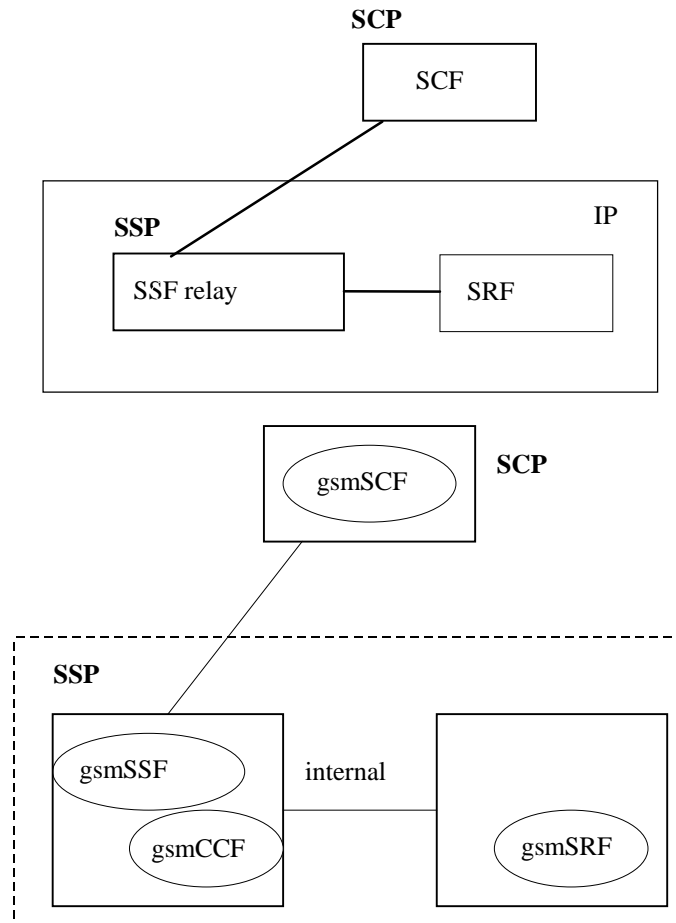 SCP
SCF
IP
SSP
SSF relay
SRF
SCP
gsmSCF
SSP
gsmSSF
internal
gsmCCF
gsmSRF